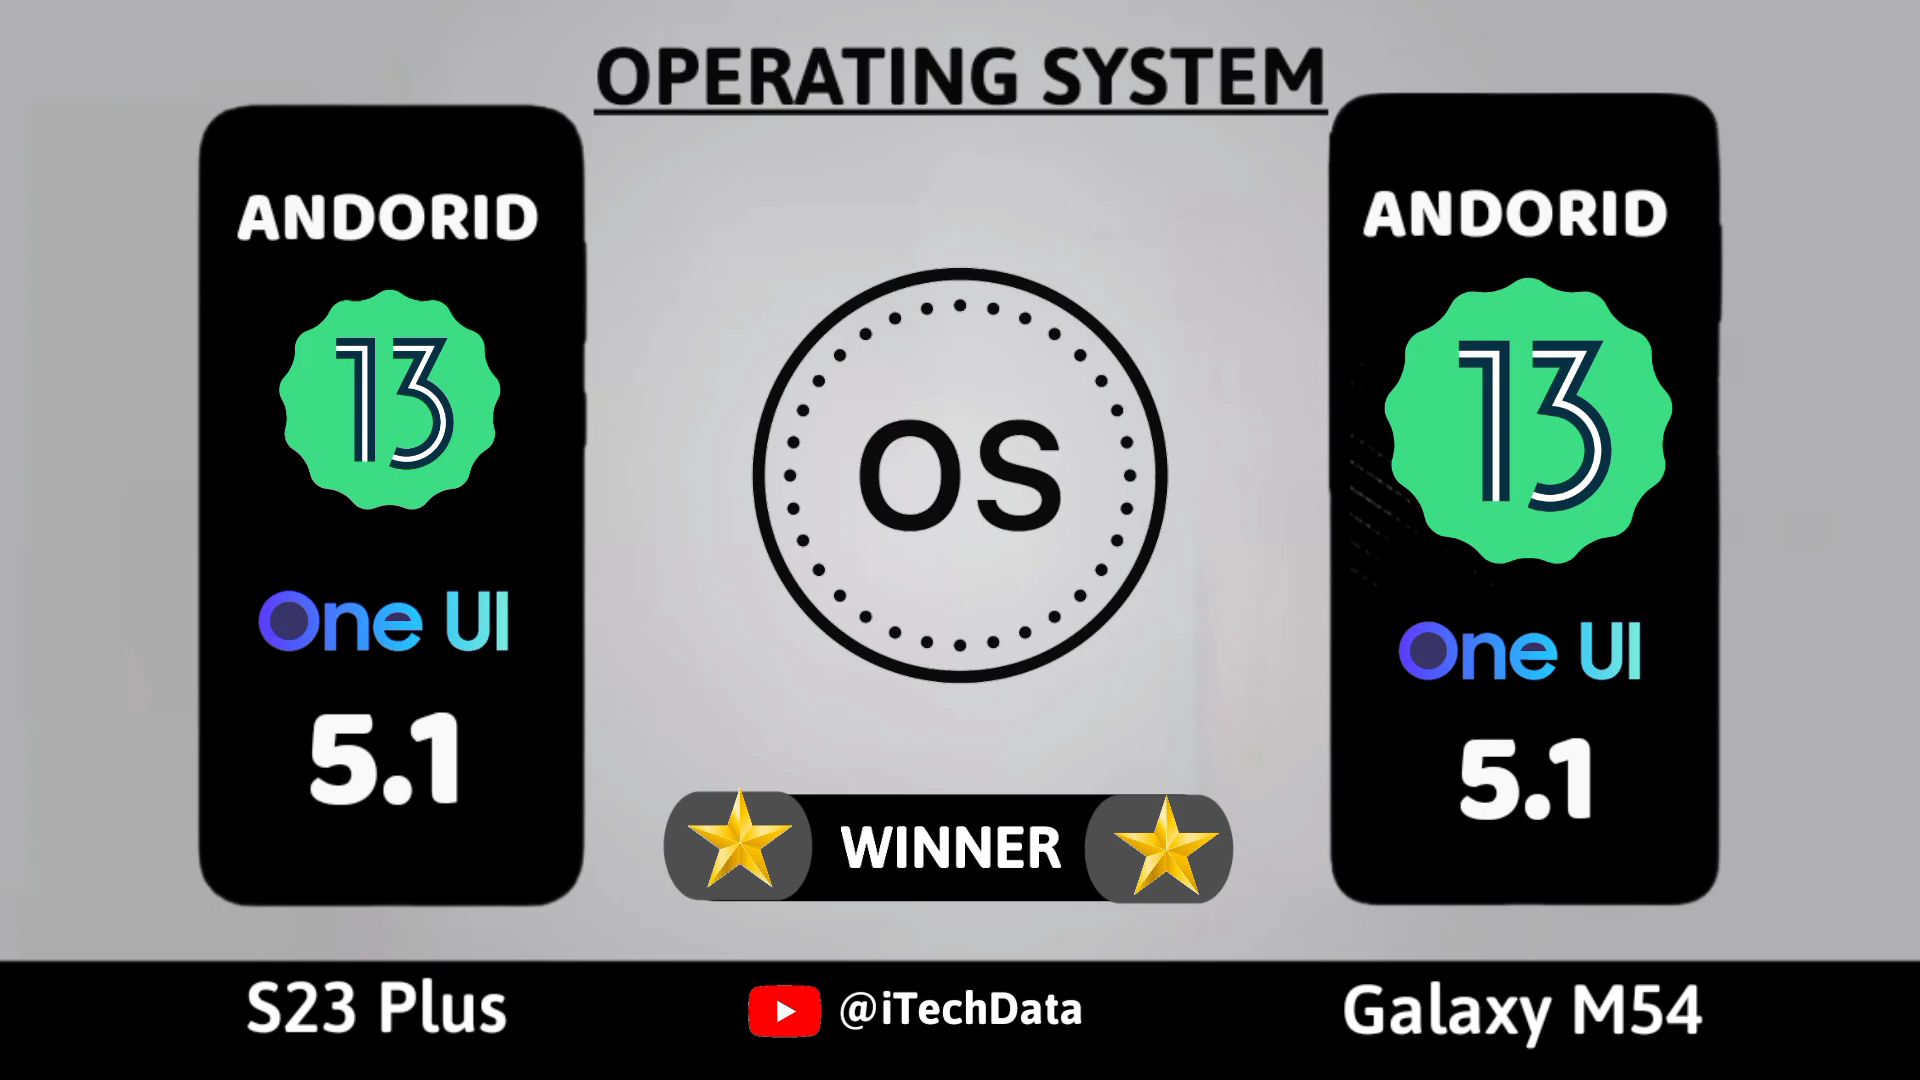 OPERATING SYSTEM
ANDORID
13
One UI
5.1
OS
WINNER
ANDORID
13
One UI
5.1
S23 Plus
@iTechData
Galaxy M54